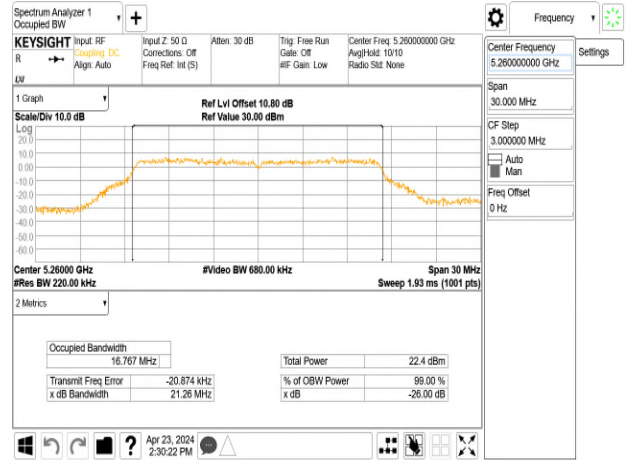 Spectrum Analyzer 1
Occupied BW
Frequency
KEYSIGHT
R
Input: RF
Coupling: DC
Align: Auto
Input Z: 50 Ω
Corrections: Off
Freq Ref: Int (S)
Atten: 30 dB
Trig: Free Run
Gate: Off
#IF Gain: Low
Center Freq: 5.260000000 GHz
Avg|Hold: 10/10
Radio Std: None
LXI
Center Frequency
5.260000000 GHz
Settings
Span
30.000 MHz
CF Step
3.000000 MHz
Auto
Man
Freq Offset
0 Hz
1 Graph
Scale/Div 10.0 dB
Ref Lvl Offset 10.80 dB
Ref Value 30.00 dBm
Log
20.0
10.0
0.00
-10.0
-20.0
-30.0
-40.0
-50.0
-60.0
Center 5.26000 GHz
#Video BW 680.00 kHz
Span 30 MHz
#Res BW 220.00 kHz
Sweep 1.93 ms (1001 pts)
2 Metrics
Occupied Bandwidth
16.767 MHz
Total Power 22.4 dBm
Transmit Freq Error -20.874 kHz
% of OBW Power 99.00 %
x dB Bandwidth 21.26 MHz
x dB -26.00 dB
?
Apr 23, 2024
2:30:22 PM